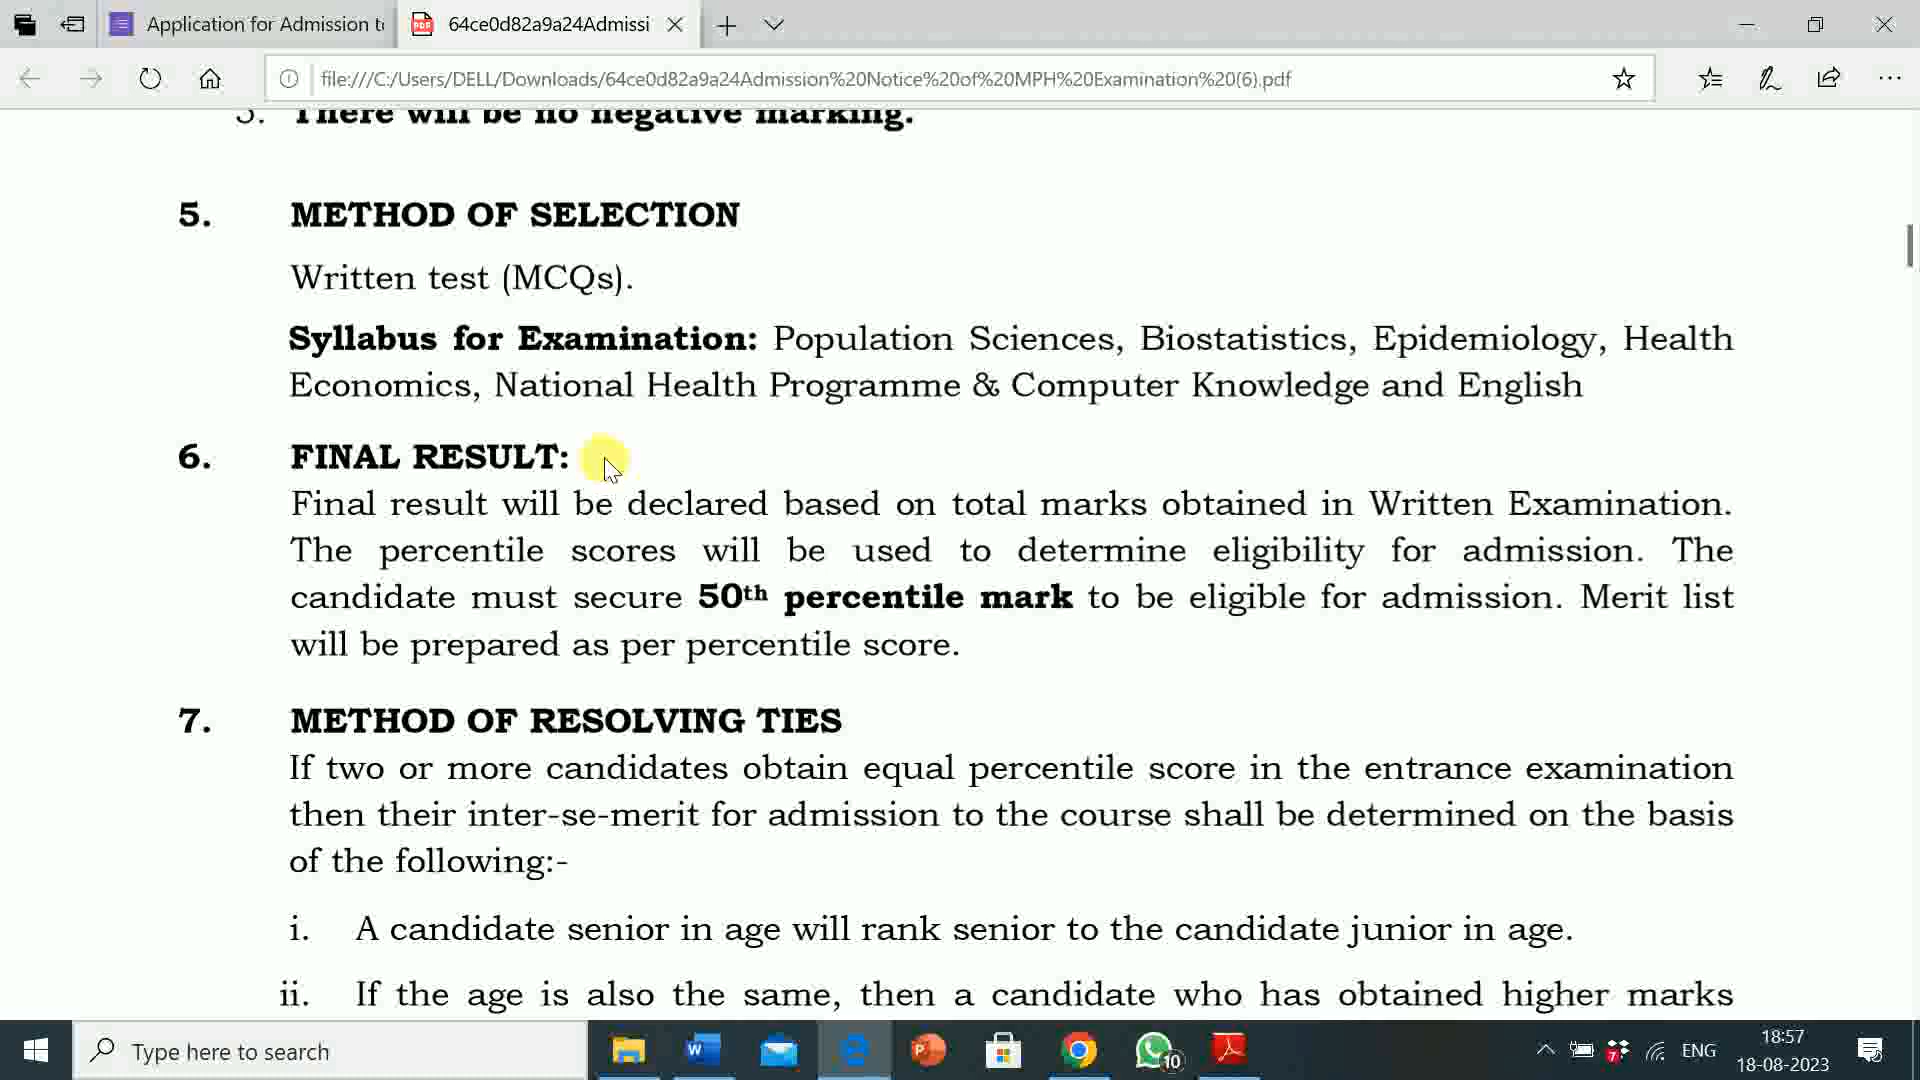 Application for Admission to
64ce0d82a9a24Admissi
file:///C:/Users/DELL/Downloads/64ce0d82a9a24Admission%20Notice%20of%20MPH%20Examination%20(6).pdf
There will be no negative marking.
5. METHOD OF SELECTION
Written test (MCQs).
Syllabus for Examination: Population Sciences, Biostatistics, Epidemiology, Health
Economics, National Health Programme & Computer Knowledge and English
6. FINAL RESULT:
Final result will be declared based on total marks obtained in Written Examination.
The percentile scores will be used to determine eligibility for admission. The
candidate must secure 50th percentile mark to be eligible for admission. Merit list
will be prepared as per percentile score.
7. METHOD OF RESOLVING TIES
If two or more candidates obtain equal percentile score in the entrance examination
then their inter-se-merit for admission to the course shall be determined on the basis
of the following:-
i. A candidate senior in age will rank senior to the candidate junior in age.
ii. If the age is also the same, then a candidate who has obtained higher marks
Type here to search
10
7
ENG
18:57
18-08-2023